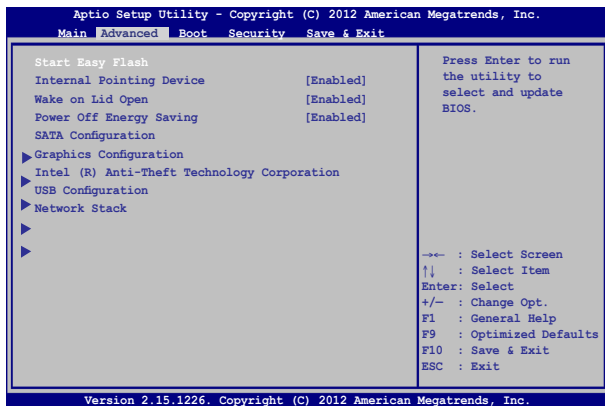 Aptio Setup Utility - Copyright (C) 2012 American Megatrends, Inc.
Main Advanced Boot Security Save & Exit
Start Easy Flash
Internal Pointing Device [Enabled]
Wake on Lid Open [Enabled]
Power Off Energy Saving [Enabled]
SATA Configuration
Graphics Configuration
Intel (R) Anti-Theft Technology Corporation
USB Configuration
Network Stack
Press Enter to run
the utility to
select and update
BIOS.
→← : Select Screen
↑↓ : Select Item
Enter: Select
+/— : Change Opt.
F1 : General Help
F9 : Optimized Defaults
F10 : Save & Exit
ESC : Exit
Version 2.15.1226. Copyright (C) 2012 American Megatrends, Inc.